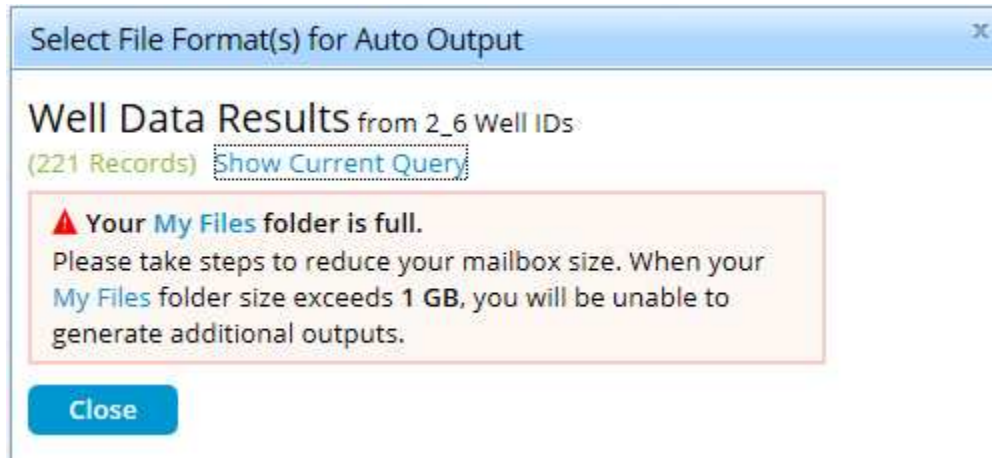 Select File Format(s) for Auto Output x
Well Data Results from 2_6 Well IDs
(221 Records) Show Current Query
Your My Files folder is full.
Please take steps to reduce your mailbox size. When your
My Files folder size exceeds 1 GB, you will be unable to
generate additional outputs.
Close